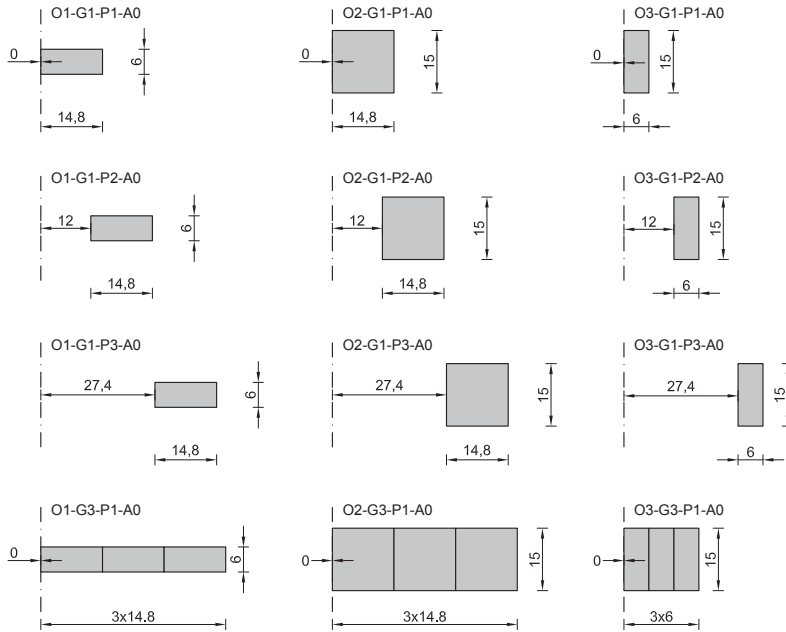 O1-G1-P1-A0
0
6
14,8
O2-G1-P1-A0
0
15
14,8
O3-G1-P1-A0
0
15
6
O1-G1-P2-A0
12
6
14,8
O2-G1-P2-A0
12
15
14,8
O3-G1-P2-A0
12
15
6
O1-G1-P3-A0
27,4
6
14,8
O2-G1-P3-A0
27,4
15
14,8
O3-G1-P3-A0
27,4
15
6
O1-G3-P1-A0
0
6
3x14.8
O2-G3-P1-A0
0
15
3x14.8
O3-G3-P1-A0
0
15
3x6